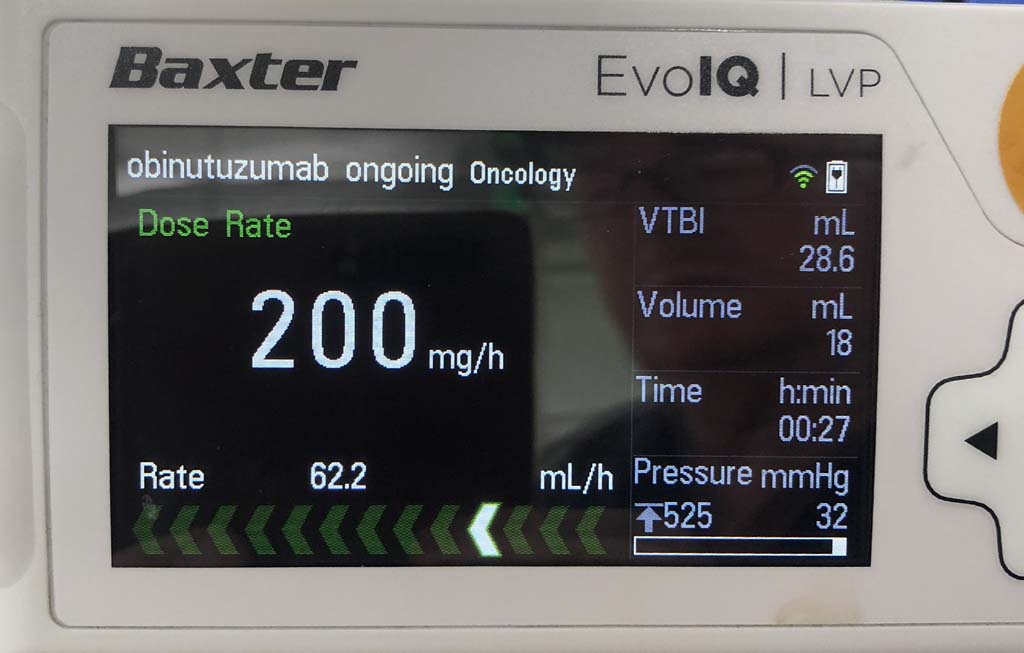 Baxter
EvoIQ | LVP
obinutuzumab ongoing Oncology
Dose Rate
200 mg/h
Rate 62.2 mL/h
VTBI mL
28.6
Volume mL
18
Time h:min
00:27
Pressure mmHg
525 32